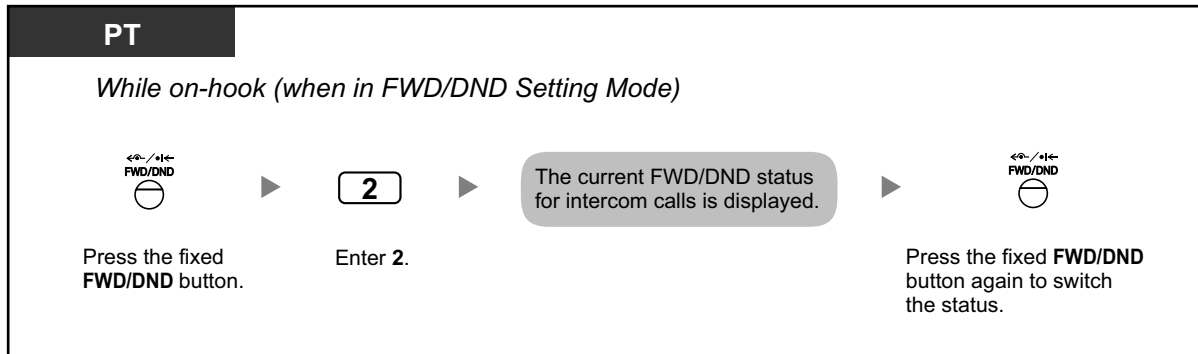 PT
While on-hook (when in FWD/DND Setting Mode)
FWD/DND
2
The current FWD/DND status
for intercom calls is displayed.
FWD/DND
Press the fixed
FWD/DND button.
Enter 2.
Press the fixed FWD/DND
button again to switch
the status.